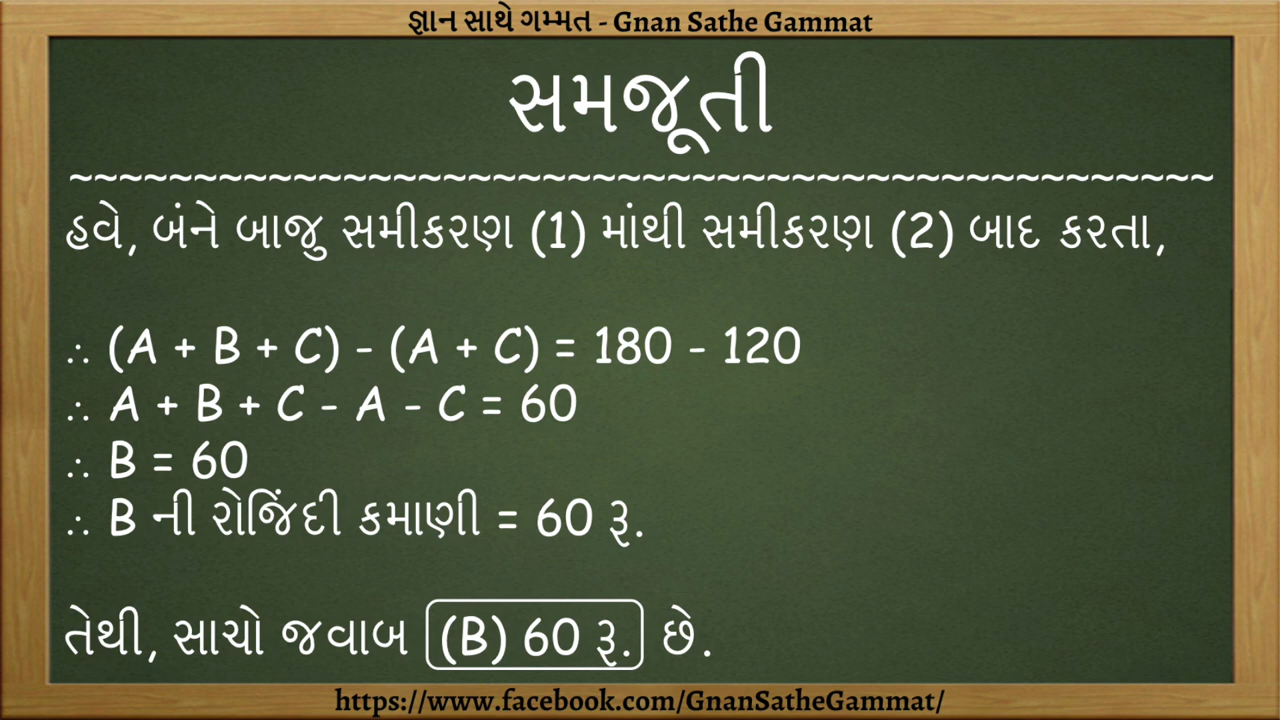 જ્ઞાન સાથે ગમ્મત - Gnan Sathe Gammat
સમજૂતી
~~~~~~~~~~~~~~~~~~~~~~~~~~~~~~~~~~~~~~~~~~~~~~
હવે, બંને બાજુ સમીકરણ (1) માંથી સમીકરણ (2) બાદ કરતા,
∴ (A + B + C) - (A + C) = 180 - 120
∴ A + B + C - A - C = 60
∴ B = 60
∴ B ની રોજિંદી કમાણી = 60 રૂ.
તેથી, સાચો જવાબ (B) 60 રૂ. છે.
https://www.facebook.com/GnanSatheGammat/